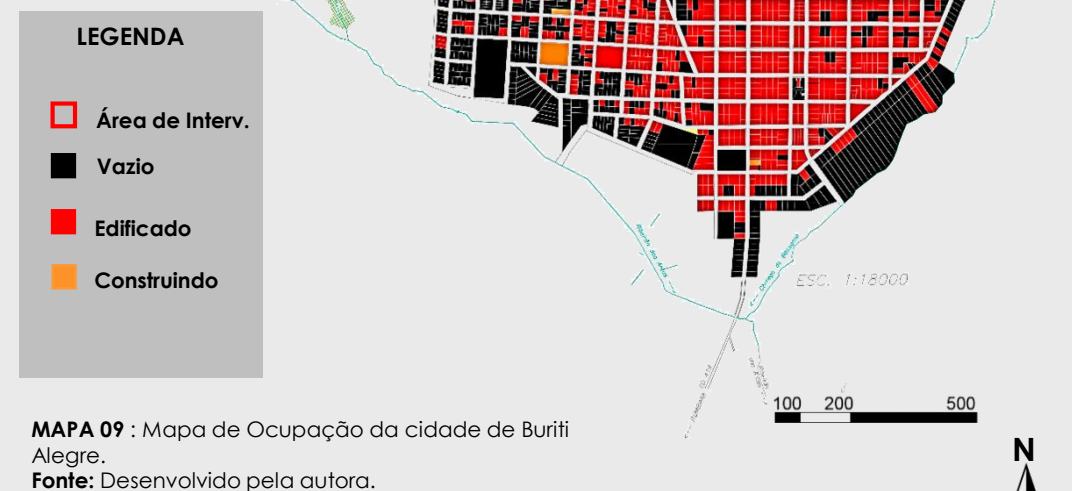 LEGENDA
Área de Interv.
Vazio
Edificado
Construindo
ESC. 1:18000
100 200 500
N
MAPA 09 : Mapa de Ocupação da cidade de Buriti
Alegre.
Fonte: Desenvolvido pela autora.